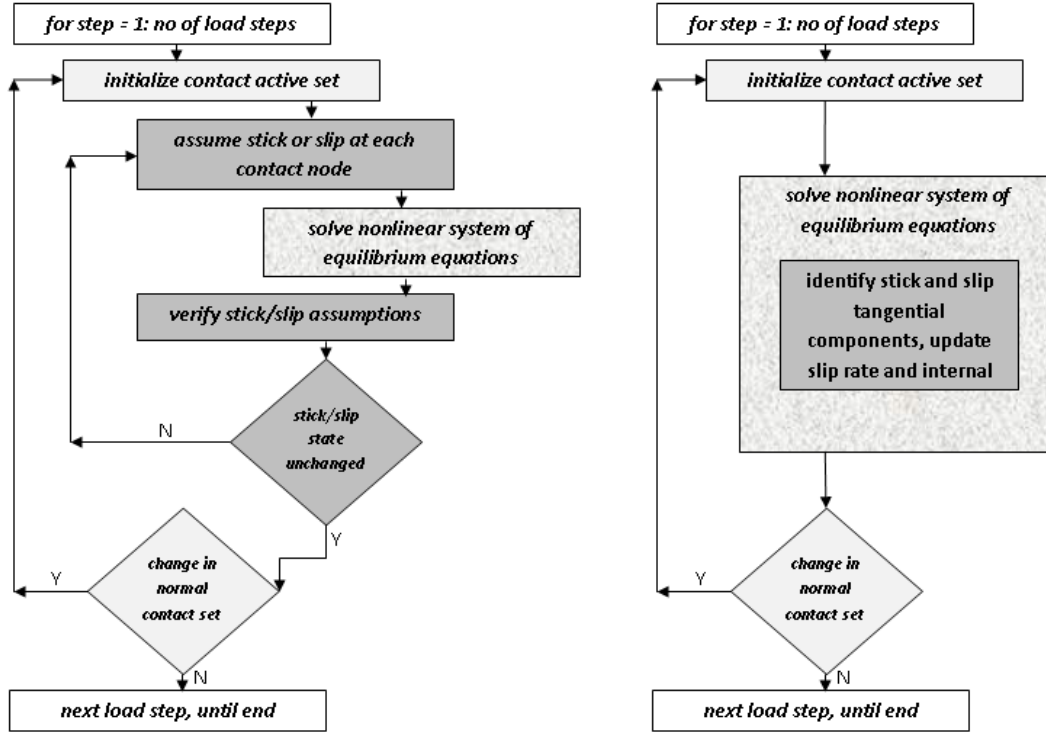 for step = 1: no of load steps
initialize contact active set
assume stick or slip at each
contact node
solve nonlinear system of
equilibrium equations
verify stick/slip assumptions
stick/slip
state
unchanged
N
Y
change in
normal
contact set
Y
N
next load step, until end
for step = 1: no of load steps
initialize contact active set
solve nonlinear system of
equilibrium equations
identify stick and slip
tangential
components, update
slip rate and internal
change in
normal
contact set
Y
N
next load step, until end